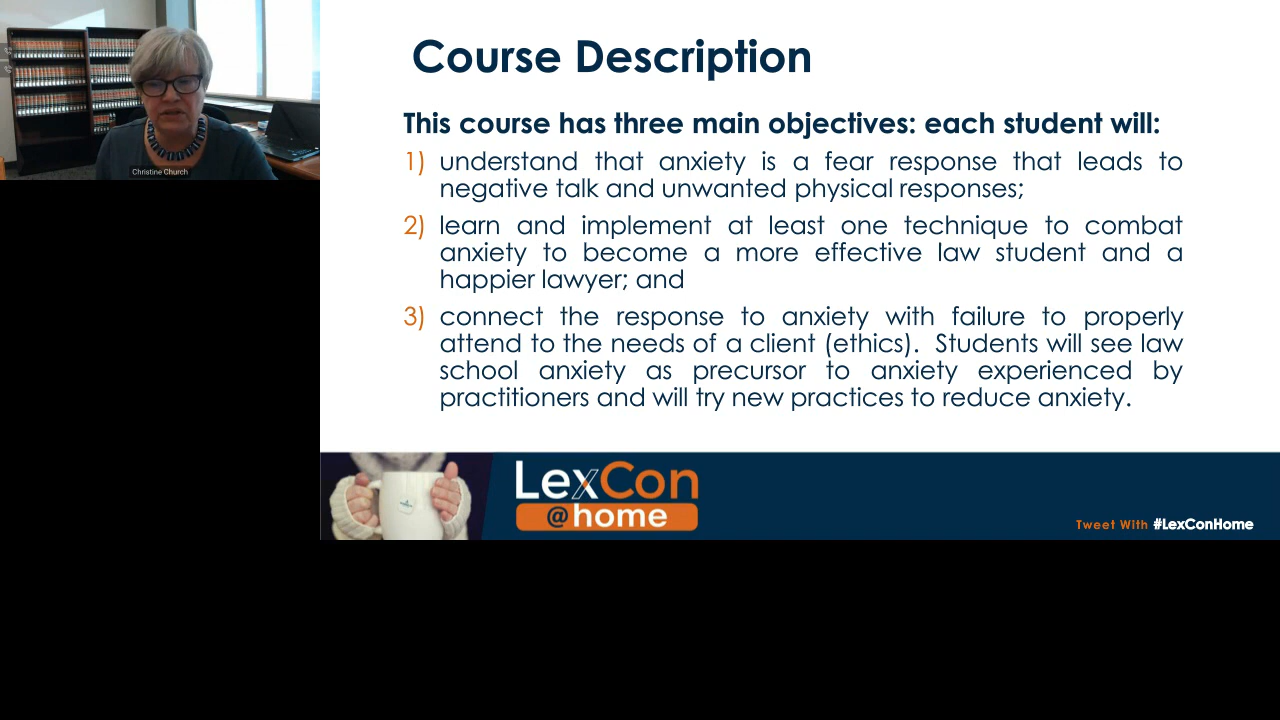 Christine Church
Course Description
This course has three main objectives: each student will:
1) understand that anxiety is a fear response that leads to
negative talk and unwanted physical responses;
2) learn and implement at least one technique to combat
anxiety to become a more effective law student and a
happier lawyer; and
3) connect the response to anxiety with failure to properly
attend to the needs of a client (ethics).  Students will see law
school anxiety as precursor to anxiety experienced by
practitioners and will try new practices to reduce anxiety.
LexCon
@home
Tweet With #LexConHome